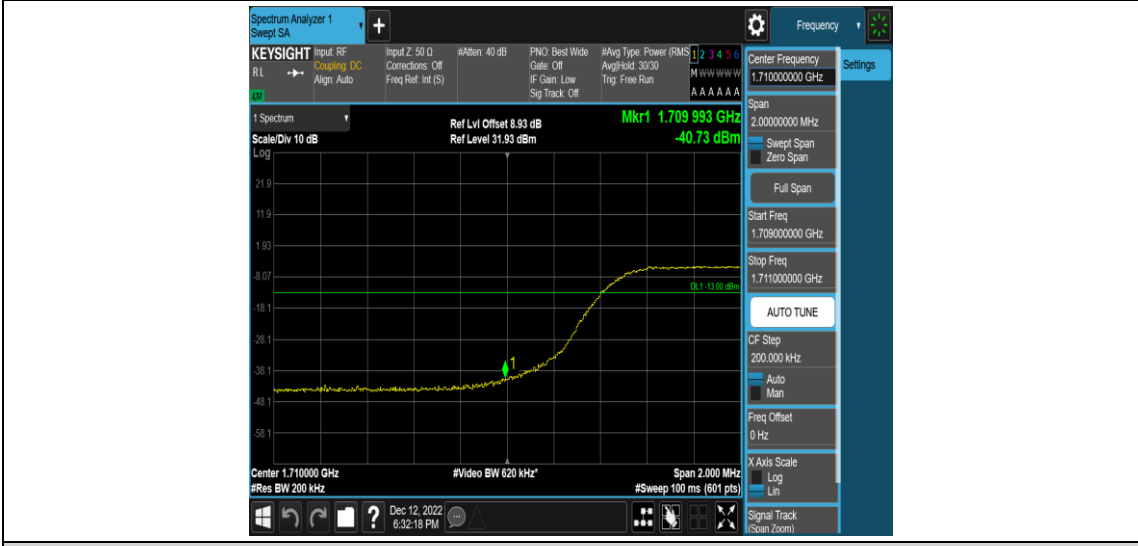 Spectrum Analyzer 1
Swept SA
Frequency
KEYSIGHT
RL
Input: RF
Coupling: DC
Align: Auto
Input Z: 50 Ω
Corrections: Off
Freq Ref: Int (S)
#Atten: 40 dB
PNO: Best Wide
Gate: Off
IF Gain: Low
Sig Track: Off
#Avg Type: Power (RMS
Avg|Hold: 30/30
Trig: Free Run
1 2 3 4 5 6
M W W W W W
A A A A A A
1 Spectrum
Scale/Div 10 dB
Log
Ref Lvl Offset 8.93 dB
Ref Level 31.93 dBm
Mkr1 1.709 993 GHz
-40.73 dBm
21.9
11.9
1.93
-8.07
-18.1
-28.1
-38.1
-48.1
-58.1
DL1 -13.00 dBm
1
Center 1.710000 GHz
#Res BW 200 kHz
#Video BW 620 kHz*
Span 2.000 MHz
#Sweep 100 ms (601 pts)
?
Dec 12, 2022
6:32:18 PM
Center Frequency
1.710000000 GHz
Span
2.00000000 MHz
Swept Span
Zero Span
Full Span
Start Freq
1.709000000 GHz
Stop Freq
1.711000000 GHz
AUTO TUNE
CF Step
200.000 kHz
Auto
Man
Freq Offset
0 Hz
X Axis Scale
Log
Lin
Signal Track
(Span Zoom)
Settings